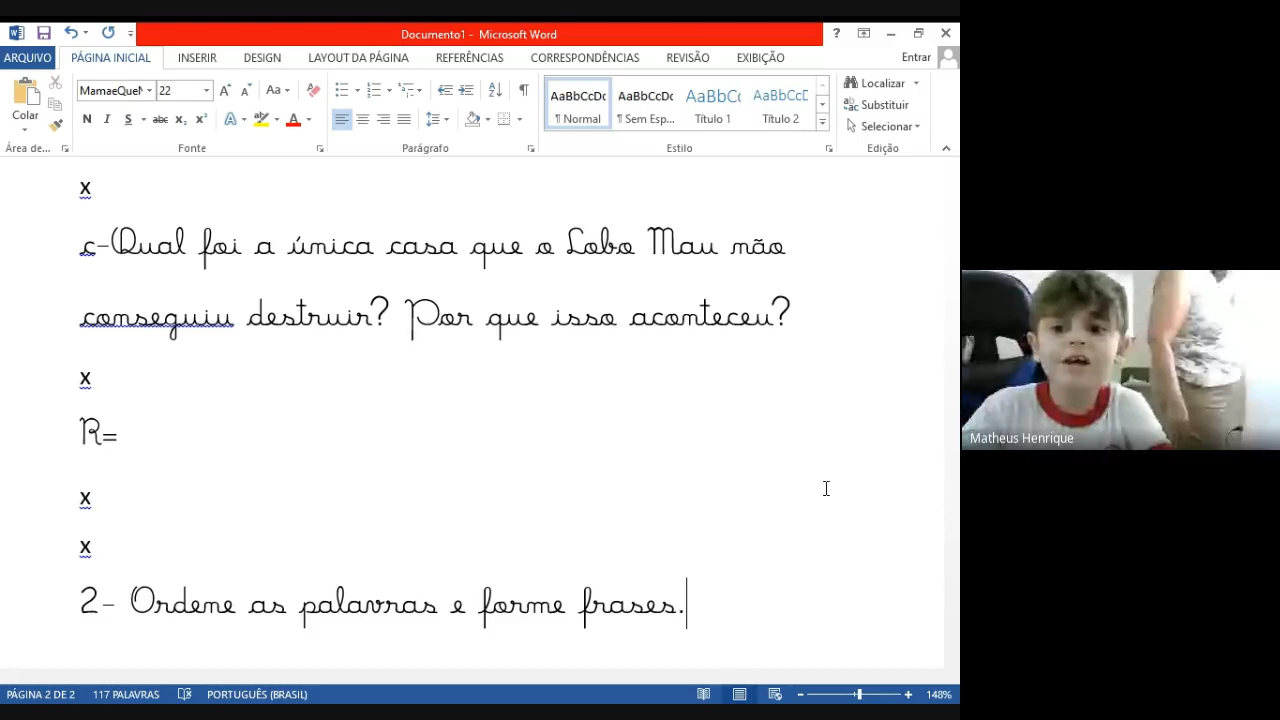 Documento1 - Microsoft Word
?
ARQUIVO PÁGINA INICIAL INSERIR DESIGN LAYOUT DA PÁGINA REFERÊNCIAS CORRESPONDÊNCIAS REVISÃO EXIBIÇÃO Entrar
Colar
MamaeQueN 22
Aa
N I S abc x₂ x²
AaBbCcDc AaBbCcDc AaBbC( AaBbCcD
¶ Normal ¶ Sem Esp... Título 1 Título 2
Localizar
Substituir
Selecionar
Área de... Fonte Parágrafo Estilo Edição
x
c-Qual foi a única casa que o Lobo Mau não
conseguiu destruir? Por que isso aconteceu?
x
R=
x
x
2- Ordene as palavras e forme frases.
Matheus Henrique
PÁGINA 2 DE 2 117 PALAVRAS PORTUGUÊS (BRASIL) 148%